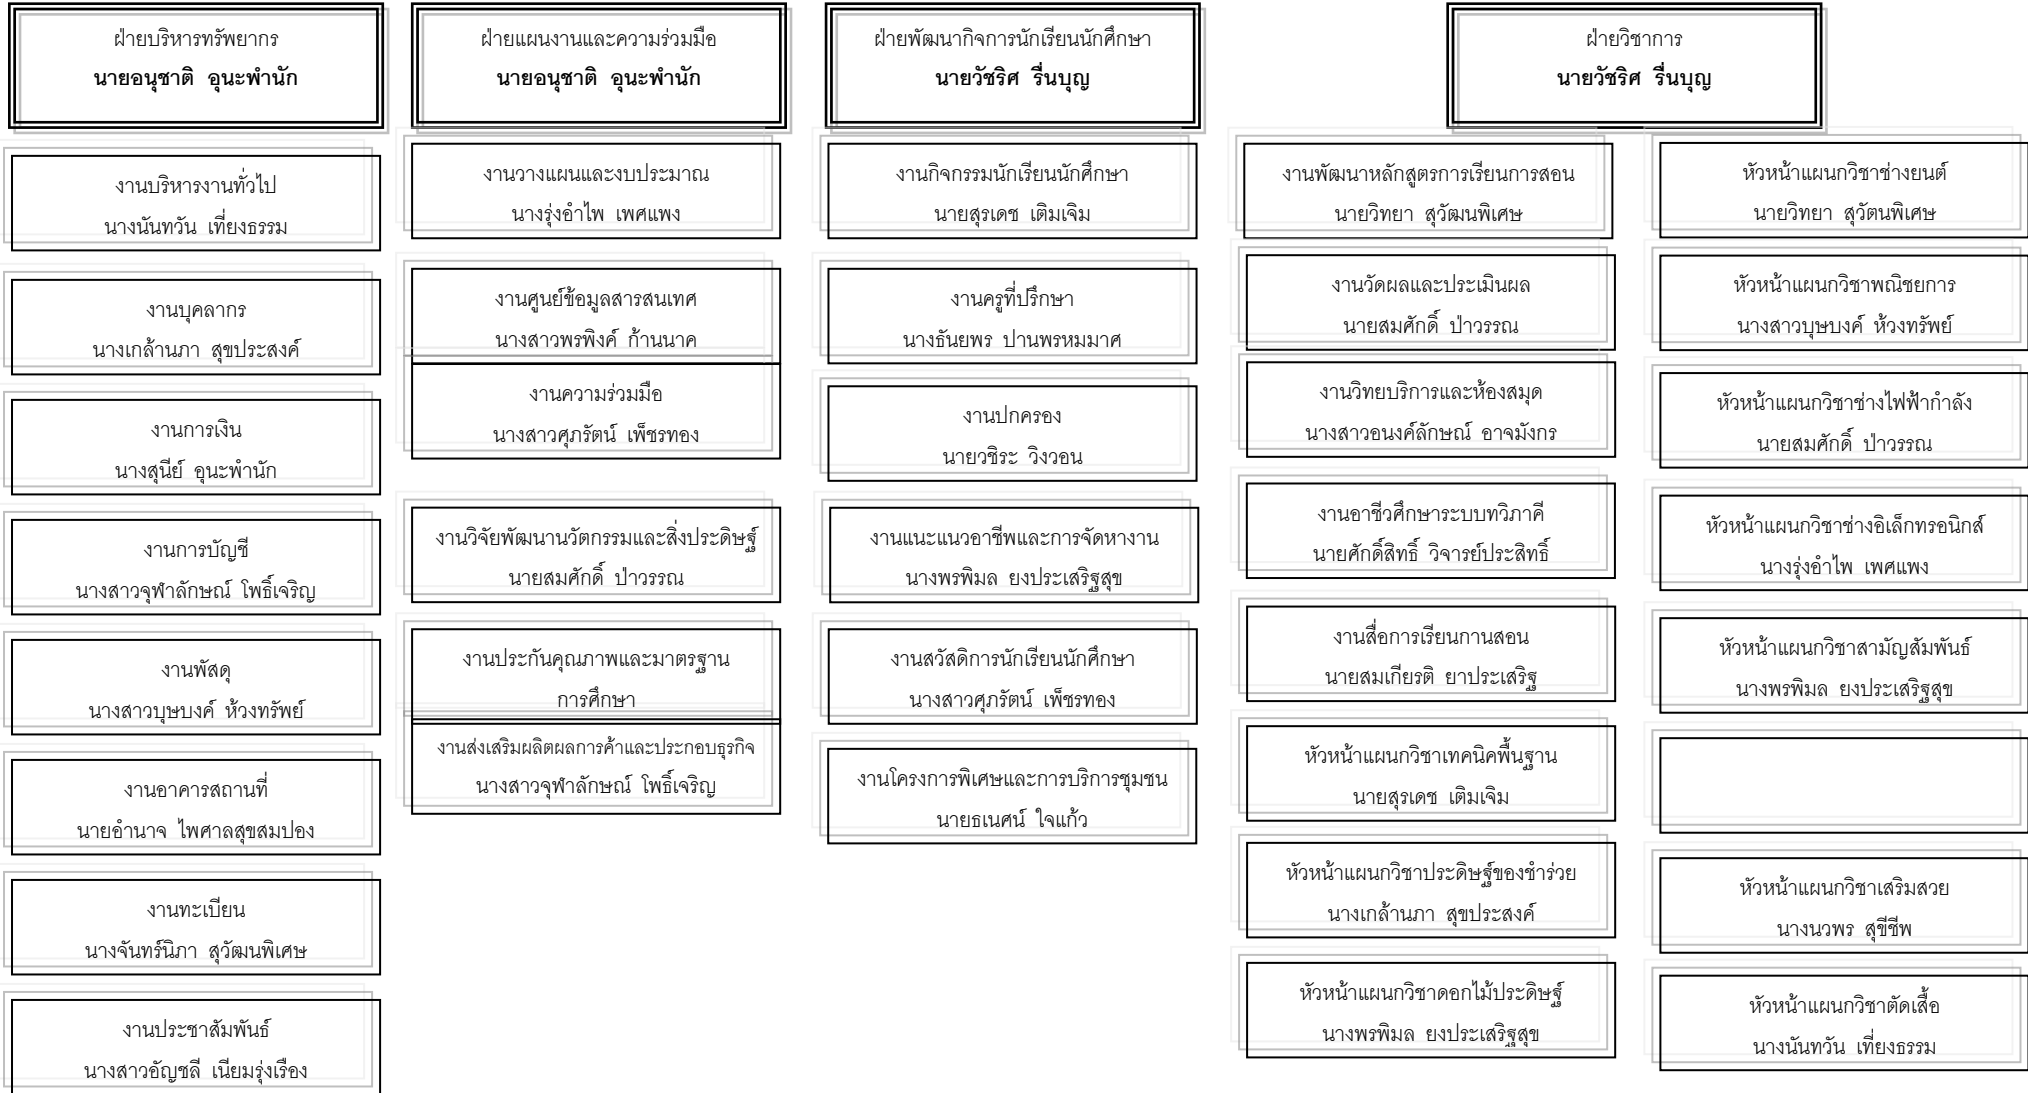 ฝ่ายบริหารทรัพยากร
นายอนุชาติ อุนะพำนัก
งานบริหารงานทั่วไป
นางนันทวัน เที่ยงธรรม
งานบุคลากร
นางเกล้านภา สุขประสงค์
งานการเงิน
นางสุนีย์ อุนะพำนัก
งานการบัญชี
นางสาวจุฬาลักษณ์ โพธิ์เจริญ
งานพัสดุ
นางสาวบุษบงค์ ห้วงทรัพย์
งานอาคารสถานที่
นายอำนาจ ไพศาลสุขสมปอง
งานทะเบียน
นางจันทร์นิภา สุวัฒนพิเศษ
งานประชาสัมพันธ์
นางสาวอัญชลี เนียมรุ่งเรือง
ฝ่ายแผนงานและความร่วมมือ
นายอนุชาติ อุนะพำนัก
งานวางแผนและงบประมาณ
นางรุ่งอำไพ เพศแพง
งานศูนย์ข้อมูลสารสนเทศ
นางสาวพรพิงค์ ก้านนาค
งานความร่วมมือ
นางสาวศุภรัตน์ เพ็ชรทอง
งานวิจัยพัฒนานวัตกรรมและสิ่งประดิษฐ์
นายสมศักดิ์ ป่าวรรณ
งานประกันคุณภาพและมาตรฐาน
การศึกษา
งานส่งเสริมผลิตผลการค้าและประกอบธุรกิจ
นางสาวจุฬาลักษณ์ โพธิ์เจริญ
ฝ่ายพัฒนากิจการนักเรียนนักศึกษา
นายวัชริศ รื่นบุญ
งานกิจกรรมนักเรียนนักศึกษา
นายสุรเดช เติมเจิม
งานครูที่ปรึกษา
นางธันยพร ปานพรหมมาศ
งานปกครอง
นายวชิระ วิงวอน
งานแนะแนวอาชีพและการจัดหางาน
นางพรพิมล ยงประเสริฐสุข
งานสวัสดิการนักเรียนนักศึกษา
นางสาวศุภรัตน์ เพ็ชรทอง
งานโครงการพิเศษและการบริการชุมชน
นายธเนศน์ ใจแก้ว
ฝ่ายวิชาการ
นายวัชริศ รื่นบุญ
งานพัฒนาหลักสูตรการเรียนการสอน
นายวิทยา สุวัฒนพิเศษ
งานวัดผลและประเมินผล
นายสมศักดิ์ ป่าวรรณ
งานวิทยบริการและห้องสมุด
นางสาวอนงค์ลักษณ์ อาจมังกร
งานอาชีวศึกษาระบบทวิภาคี
นายศักดิ์สิทธิ์ วิจารย์ประสิทธิ์
งานสื่อการเรียนกานสอน
นายสมเกียรติ ยาประเสริฐ
หัวหน้าแผนกวิชาเทคนิคพื้นฐาน
นายสุรเดช เติมเจิม
หัวหน้าแผนกวิชาประดิษฐ์ของชำร่วย
นางเกล้านภา สุขประสงค์
หัวหน้าแผนกวิชาดอกไม้ประดิษฐ์
นางพรพิมล ยงประเสริฐสุข
หัวหน้าแผนกวิชาช่างยนต์
นายวิทยา สุวัตนพิเศษ
หัวหน้าแผนกวิชาพณิชยการ
นางสาวบุษบงค์ ห้วงทรัพย์
หัวหน้าแผนกวิชาช่างไฟฟ้ากำลัง
นายสมศักดิ์ ป่าวรรณ
หัวหน้าแผนกวิชาช่างอิเล็กทรอนิกส์
นางรุ่งอำไพ เพศแพง
หัวหน้าแผนกวิชาสามัญสัมพันธ์
นางพรพิมล ยงประเสริฐสุข
หัวหน้าแผนกวิชาเสริมสวย
นางนวพร สุขีชีพ
หัวหน้าแผนกวิชาตัดเสื้อ
นางนันทวัน เที่ยงธรรม